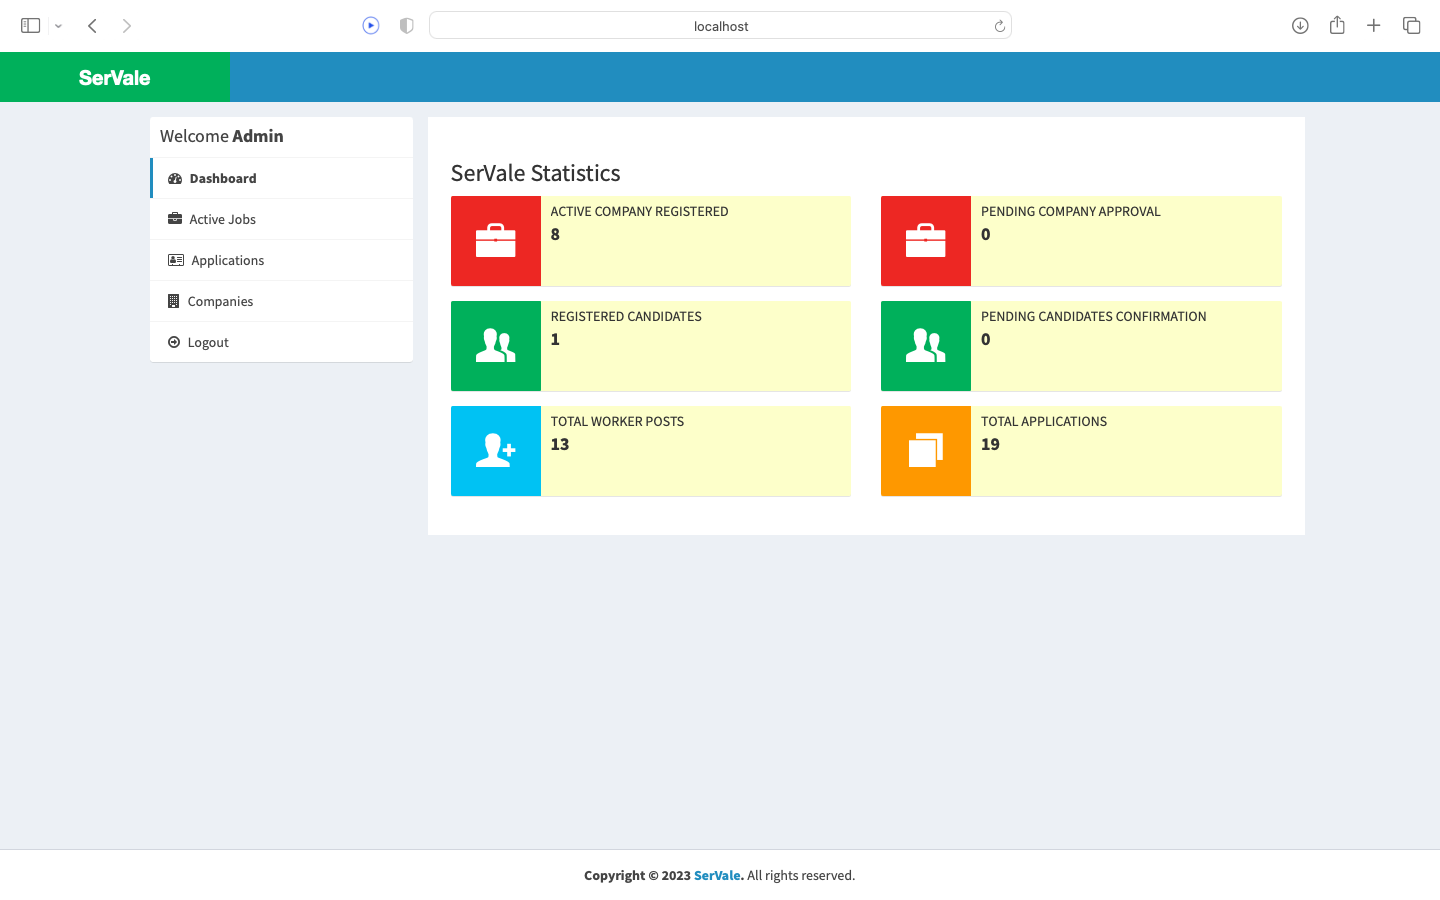 localhost
SerVale
Welcome Admin
Dashboard
Active Jobs
Applications
Companies
Logout
SerVale Statistics
ACTIVE COMPANY REGISTERED
8
PENDING COMPANY APPROVAL
0
REGISTERED CANDIDATES
1
PENDING CANDIDATES CONFIRMATION
0
TOTAL WORKER POSTS
13
TOTAL APPLICATIONS
19
Copyright © 2023 SerVale. All rights reserved.